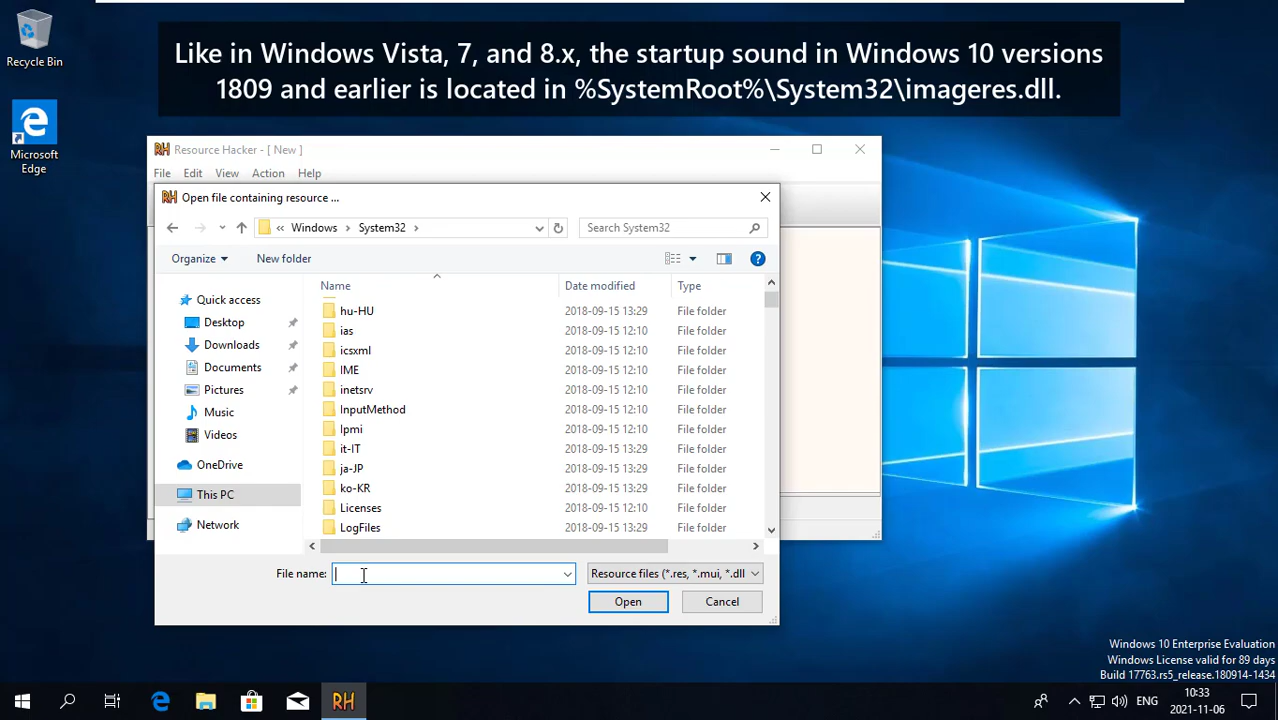 Like in Windows Vista, 7, and 8.x, the startup sound in Windows 10 versions
1809 and earlier is located in %SystemRoot%\System32\imageres.dll.
Recycle Bin
Microsoft
Edge
RH Resource Hacker - [ New ]
File Edit View Action Help
RH Open file containing resource ...
« Windows › System32 ›
Search System32
Organize New folder
Quick access
Desktop
Downloads
Documents
Pictures
Music
Videos
OneDrive
This PC
Network
Name Date modified Type
hu-HU 2018-09-15 13:29 File folder
ias 2018-09-15 12:10 File folder
icsxml 2018-09-15 12:10 File folder
IME 2018-09-15 12:10 File folder
inetsrv 2018-09-15 12:10 File folder
InputMethod 2018-09-15 12:10 File folder
Ipmi 2018-09-15 12:10 File folder
it-IT 2018-09-15 13:29 File folder
ja-JP 2018-09-15 13:29 File folder
ko-KR 2018-09-15 13:29 File folder
Licenses 2018-09-15 12:10 File folder
LogFiles 2018-09-15 13:29 File folder
File name: Resource files (*.res, *.mui, *.dll
Open Cancel
Windows 10 Enterprise Evaluation
Windows License valid for 89 days
Build 17763.rs5_release.180914-1434
RH
ENG
10:33
2021-11-06